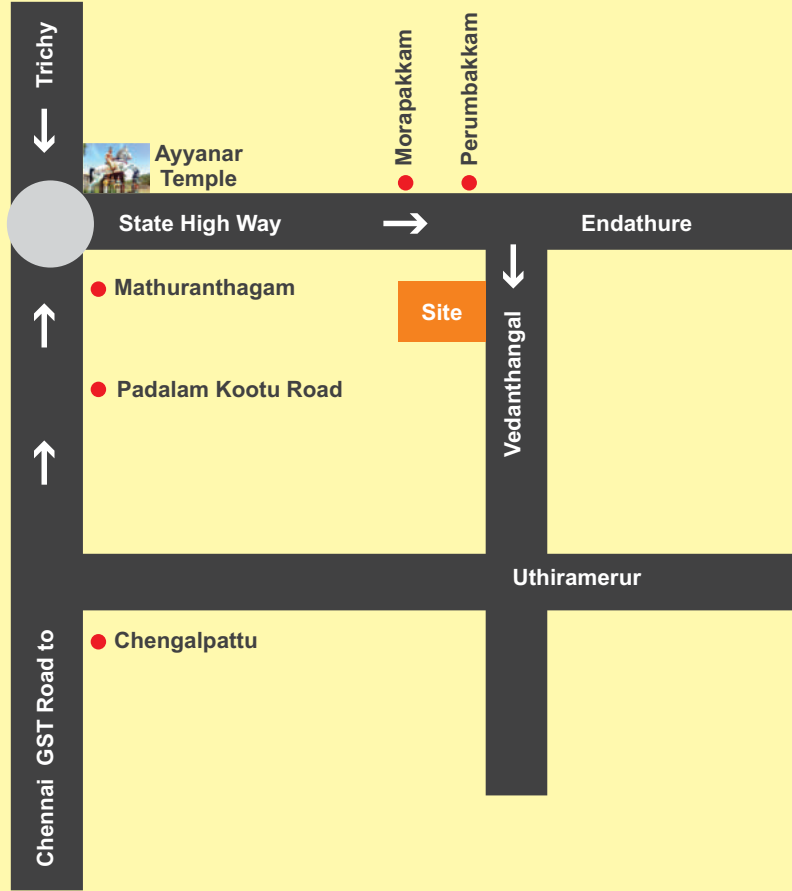 Trichy
Morapakkam
Perumbakkam
Ayyanar
Temple
State High Way
Endathure
Mathuranthagam
Site
Vedanthangal
Padalam Kootu Road
Uthiramerur
Chengalpattu
Chennai GST Road to